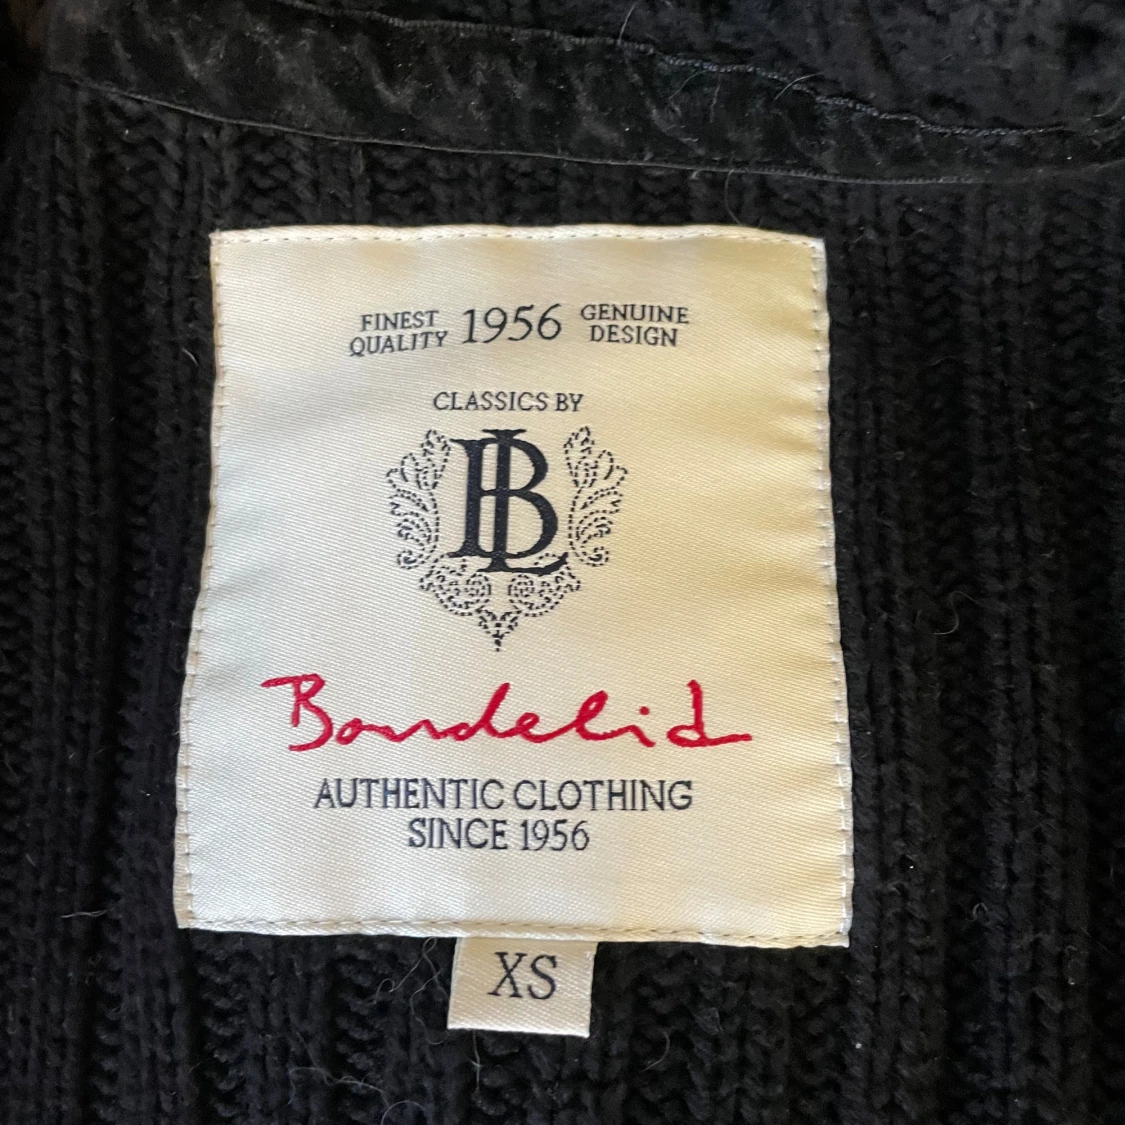 FINEST QUALITY 1956 GENUINE DESIGN
CLASSICS BY
BL
Bondelid
AUTHENTIC CLOTHING
SINCE 1956
XS